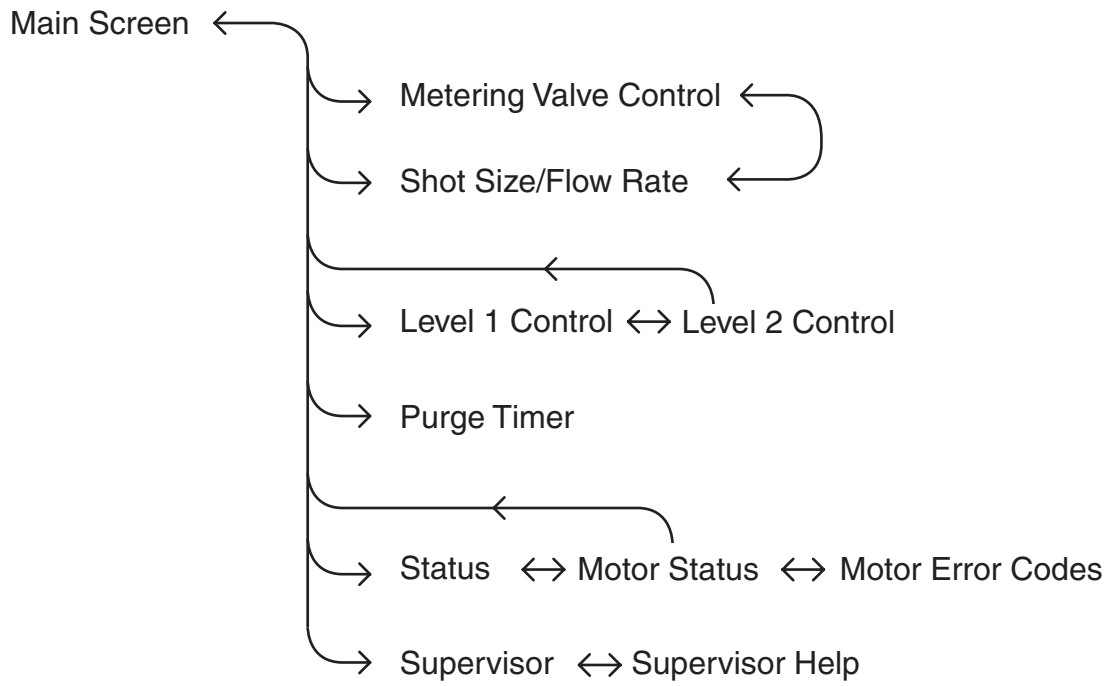 Main Screen
Metering Valve Control
Shot Size/Flow Rate
Level 1 Control Level 2 Control
Purge Timer
Status Motor Status Motor Error Codes
Supervisor Supervisor Help